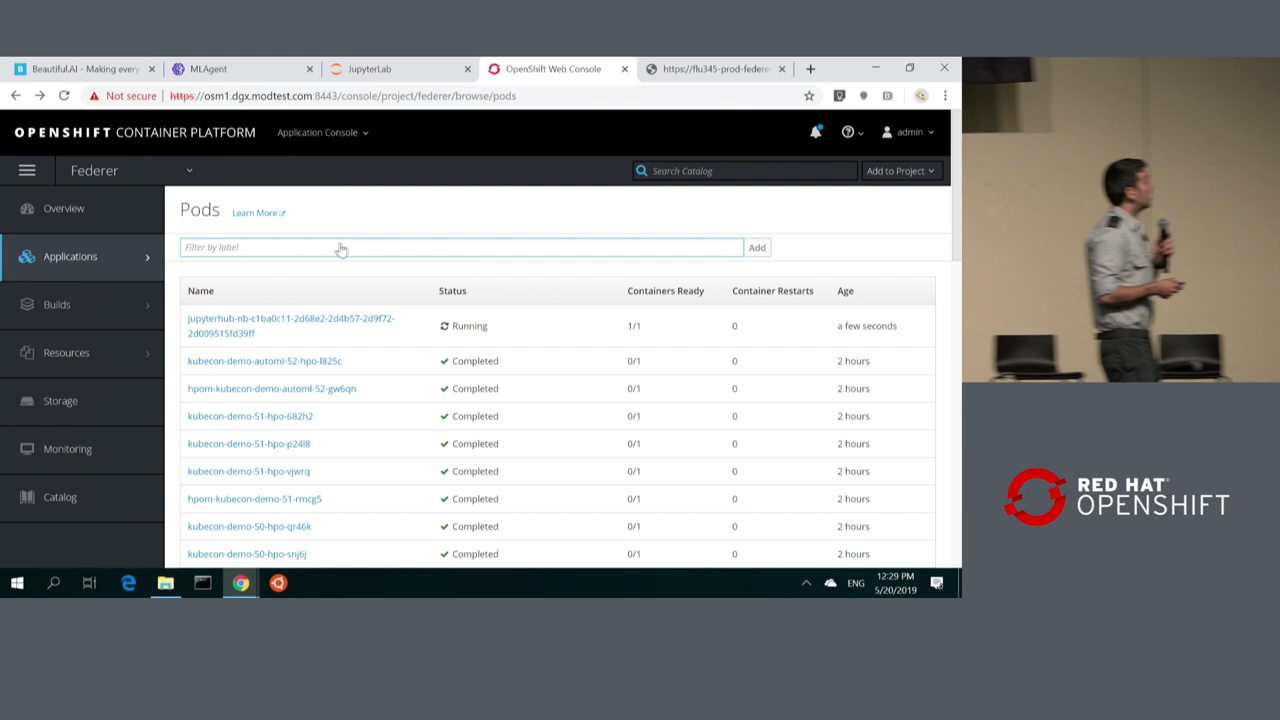 Beautiful.AI - Making every
MLAgent
JupyterLab
OpenShift Web Console
https://flu345-prod-federer
Not secure
https://osm1.dgx.modtest.com:8443/console/project/federer/browse/pods
OPENSHIFT CONTAINER PLATFORM
Application Console
admin
Federer
Search Catalog
Add to Project
Overview
Applications
Builds
Resources
Storage
Monitoring
Catalog
Pods
Learn More
Filter by label
Add
Name Status Containers Ready Container Restarts Age
jupyterhub-nb-c1ba0c11-2d68e2-2d4b57-2d9f72-
2d009515fd39ff
Running 1/1 0 a few seconds
kubecon-demo-automl-52-hpo-l825c Completed 0/1 0 2 hours
hpom-kubecon-demo-automl-52-gw6qn Completed 0/1 0 2 hours
kubecon-demo-51-hpo-682h2 Completed 0/1 0 2 hours
kubecon-demo-51-hpo-p24l8 Completed 0/1 0 2 hours
kubecon-demo-51-hpo-vjwrq Completed 0/1 0 2 hours
hpom-kubecon-demo-51-rmcg5 Completed 0/1 0 2 hours
kubecon-demo-50-hpo-qr46k Completed 0/1 0 2 hours
kubecon-demo-50-hpo-snj6j Completed 0/1 0 2 hours
ENG
12:29 PM
5/20/2019
RED HAT®
OPENSHIFT